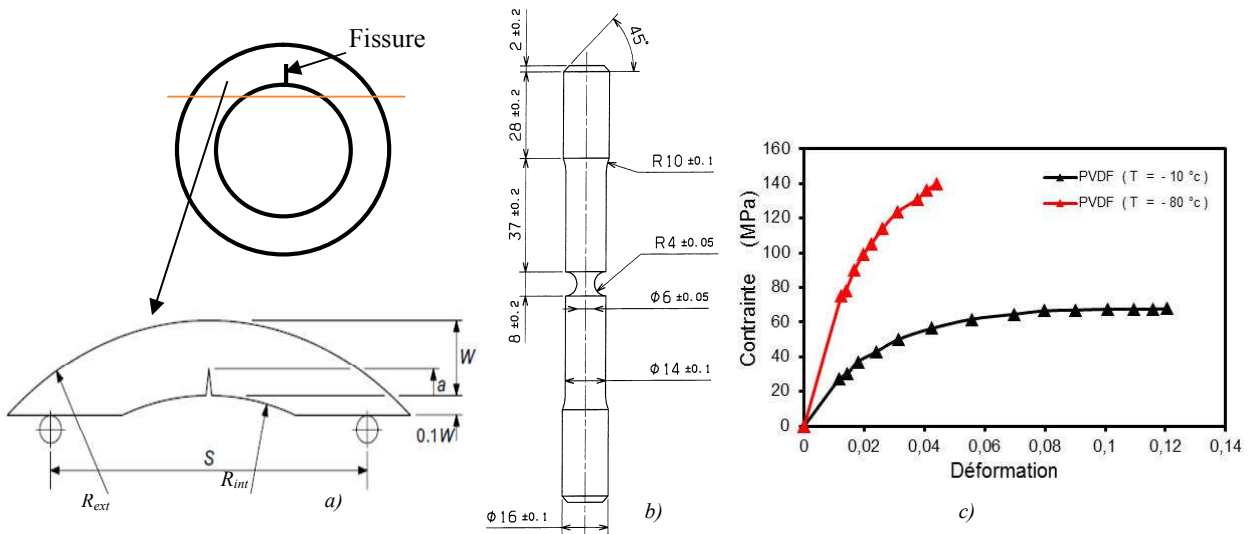 Fissure
W
a
0.1W
S
R_ext
R_int
a)
2 ±0.2
45°
28 ±0.2
R10 ±0.1
37 ±0.2
R4 ±0.05
8 ±0.2
Φ6 ±0.05
Φ14 ±0.1
Φ16 ±0.1
b)
Contrainte (MPa)
160
140
120
100
80
60
40
20
0
PVDF ( T = - 10 °c )
PVDF ( T = - 80 °c )
0 0,02 0,04 0,06 0,08 0,1 0,12 0,14
Déformation
c)